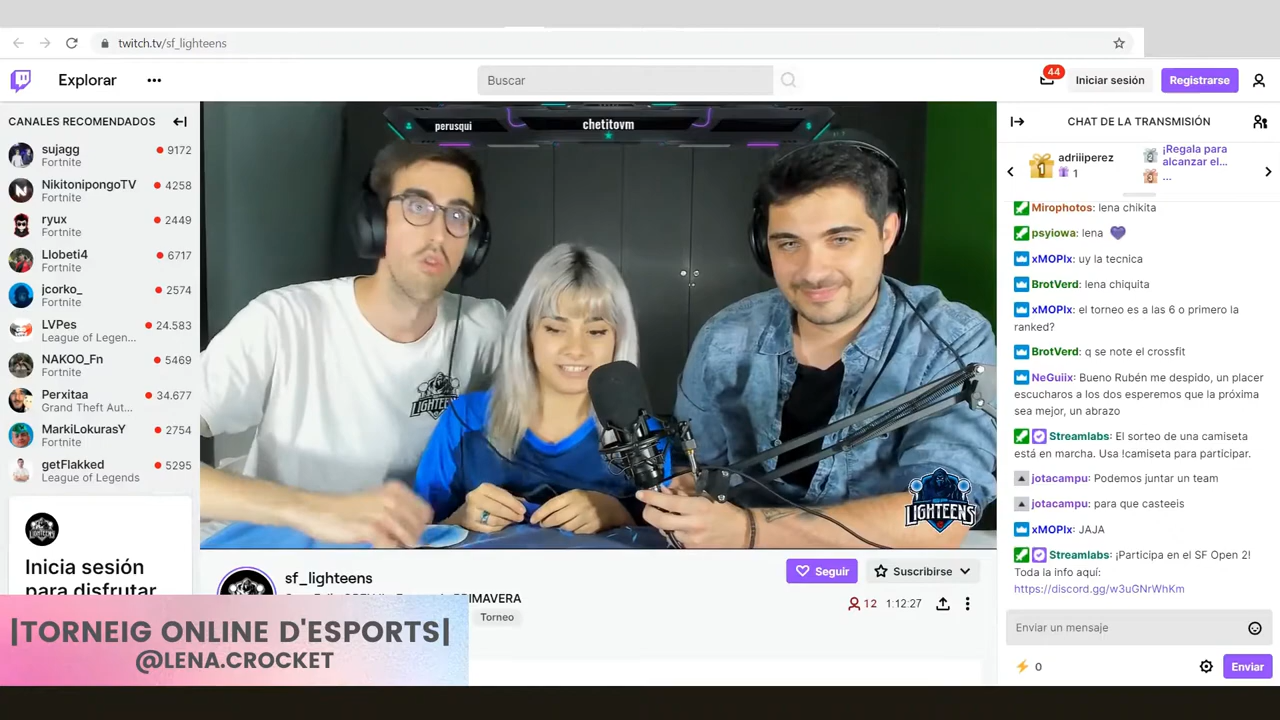 twitch.tv/sf_lighteens
Explorar
Buscar
44
Iniciar sesión
Registrarse
CANALES RECOMENDADOS
sujagg
9172
Fortnite
NikitonipongoTV
4258
Fortnite
ryux
2449
Fortnite
Llobeti4
6717
Fortnite
jcorko_
2574
Fortnite
LVPes
24.583
League of Legen...
NAKOO_Fn
5469
Fortnite
Perxitaa
34.677
Grand Theft Aut...
MarkiLokurasY
2754
Fortnite
getFlakked
5295
League of Legends
Inicia sesión
para disfrutar
perusqui
chetitovm
LIGHTEENS
LIGHTEENS
sf_lighteens
PRIMAVERA
Torneo
Seguir
Suscribirse
12
1:12:27
|TORNEIG ONLINE D'ESPORTS|
@LENA.CROCKET
CHAT DE LA TRANSMISIÓN
1
adriiiperez
1
¡Regala para
alcanzar el...
...
Mirophotos: lena chikita
psyiowa: lena
xMOPIx: uy la tecnica
BrotVerd: lena chiquita
xMOPIx: el torneo es a las 6 o primero la
ranked?
BrotVerd: q se note el crossfit
NeGuiix: Bueno Rubén me despido, un placer
escucharos a los dos esperemos que la próxima
sea mejor, un abrazo
Streamlabs: El sorteo de una camiseta
está en marcha. Usa !camiseta para participar.
jotacampu: Podemos juntar un team
jotacampu: para que casteeis
xMOPIx: JAJA
Streamlabs: ¡Participa en el SF Open 2!
Toda la info aquí:
https://discord.gg/w3uGNrWhKm
Enviar un mensaje
0
Enviar